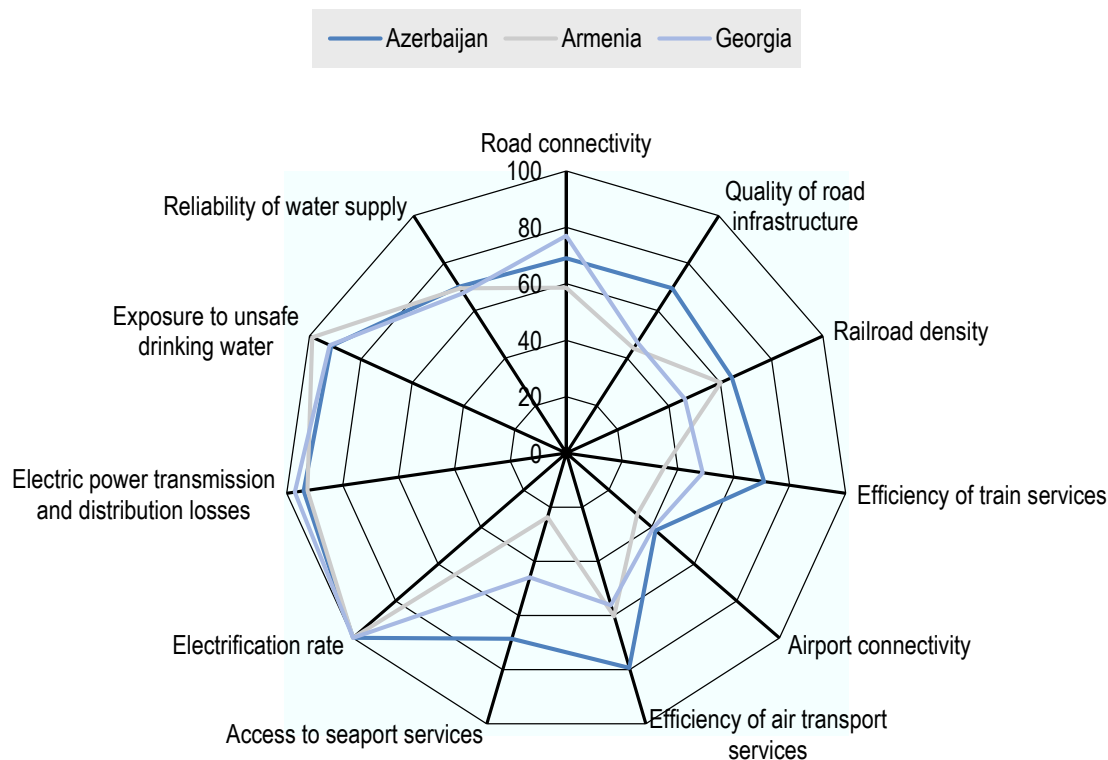 Azerbaijan Armenia Georgia
Road connectivity
100
Quality of road
infrastructure
Reliability of water supply
80
60
Exposure to unsafe
drinking water
Railroad density
40
20
0
Electric power transmission
and distribution losses
Efficiency of train services
Electrification rate
Airport connectivity
Access to seaport services
Efficiency of air transport
services